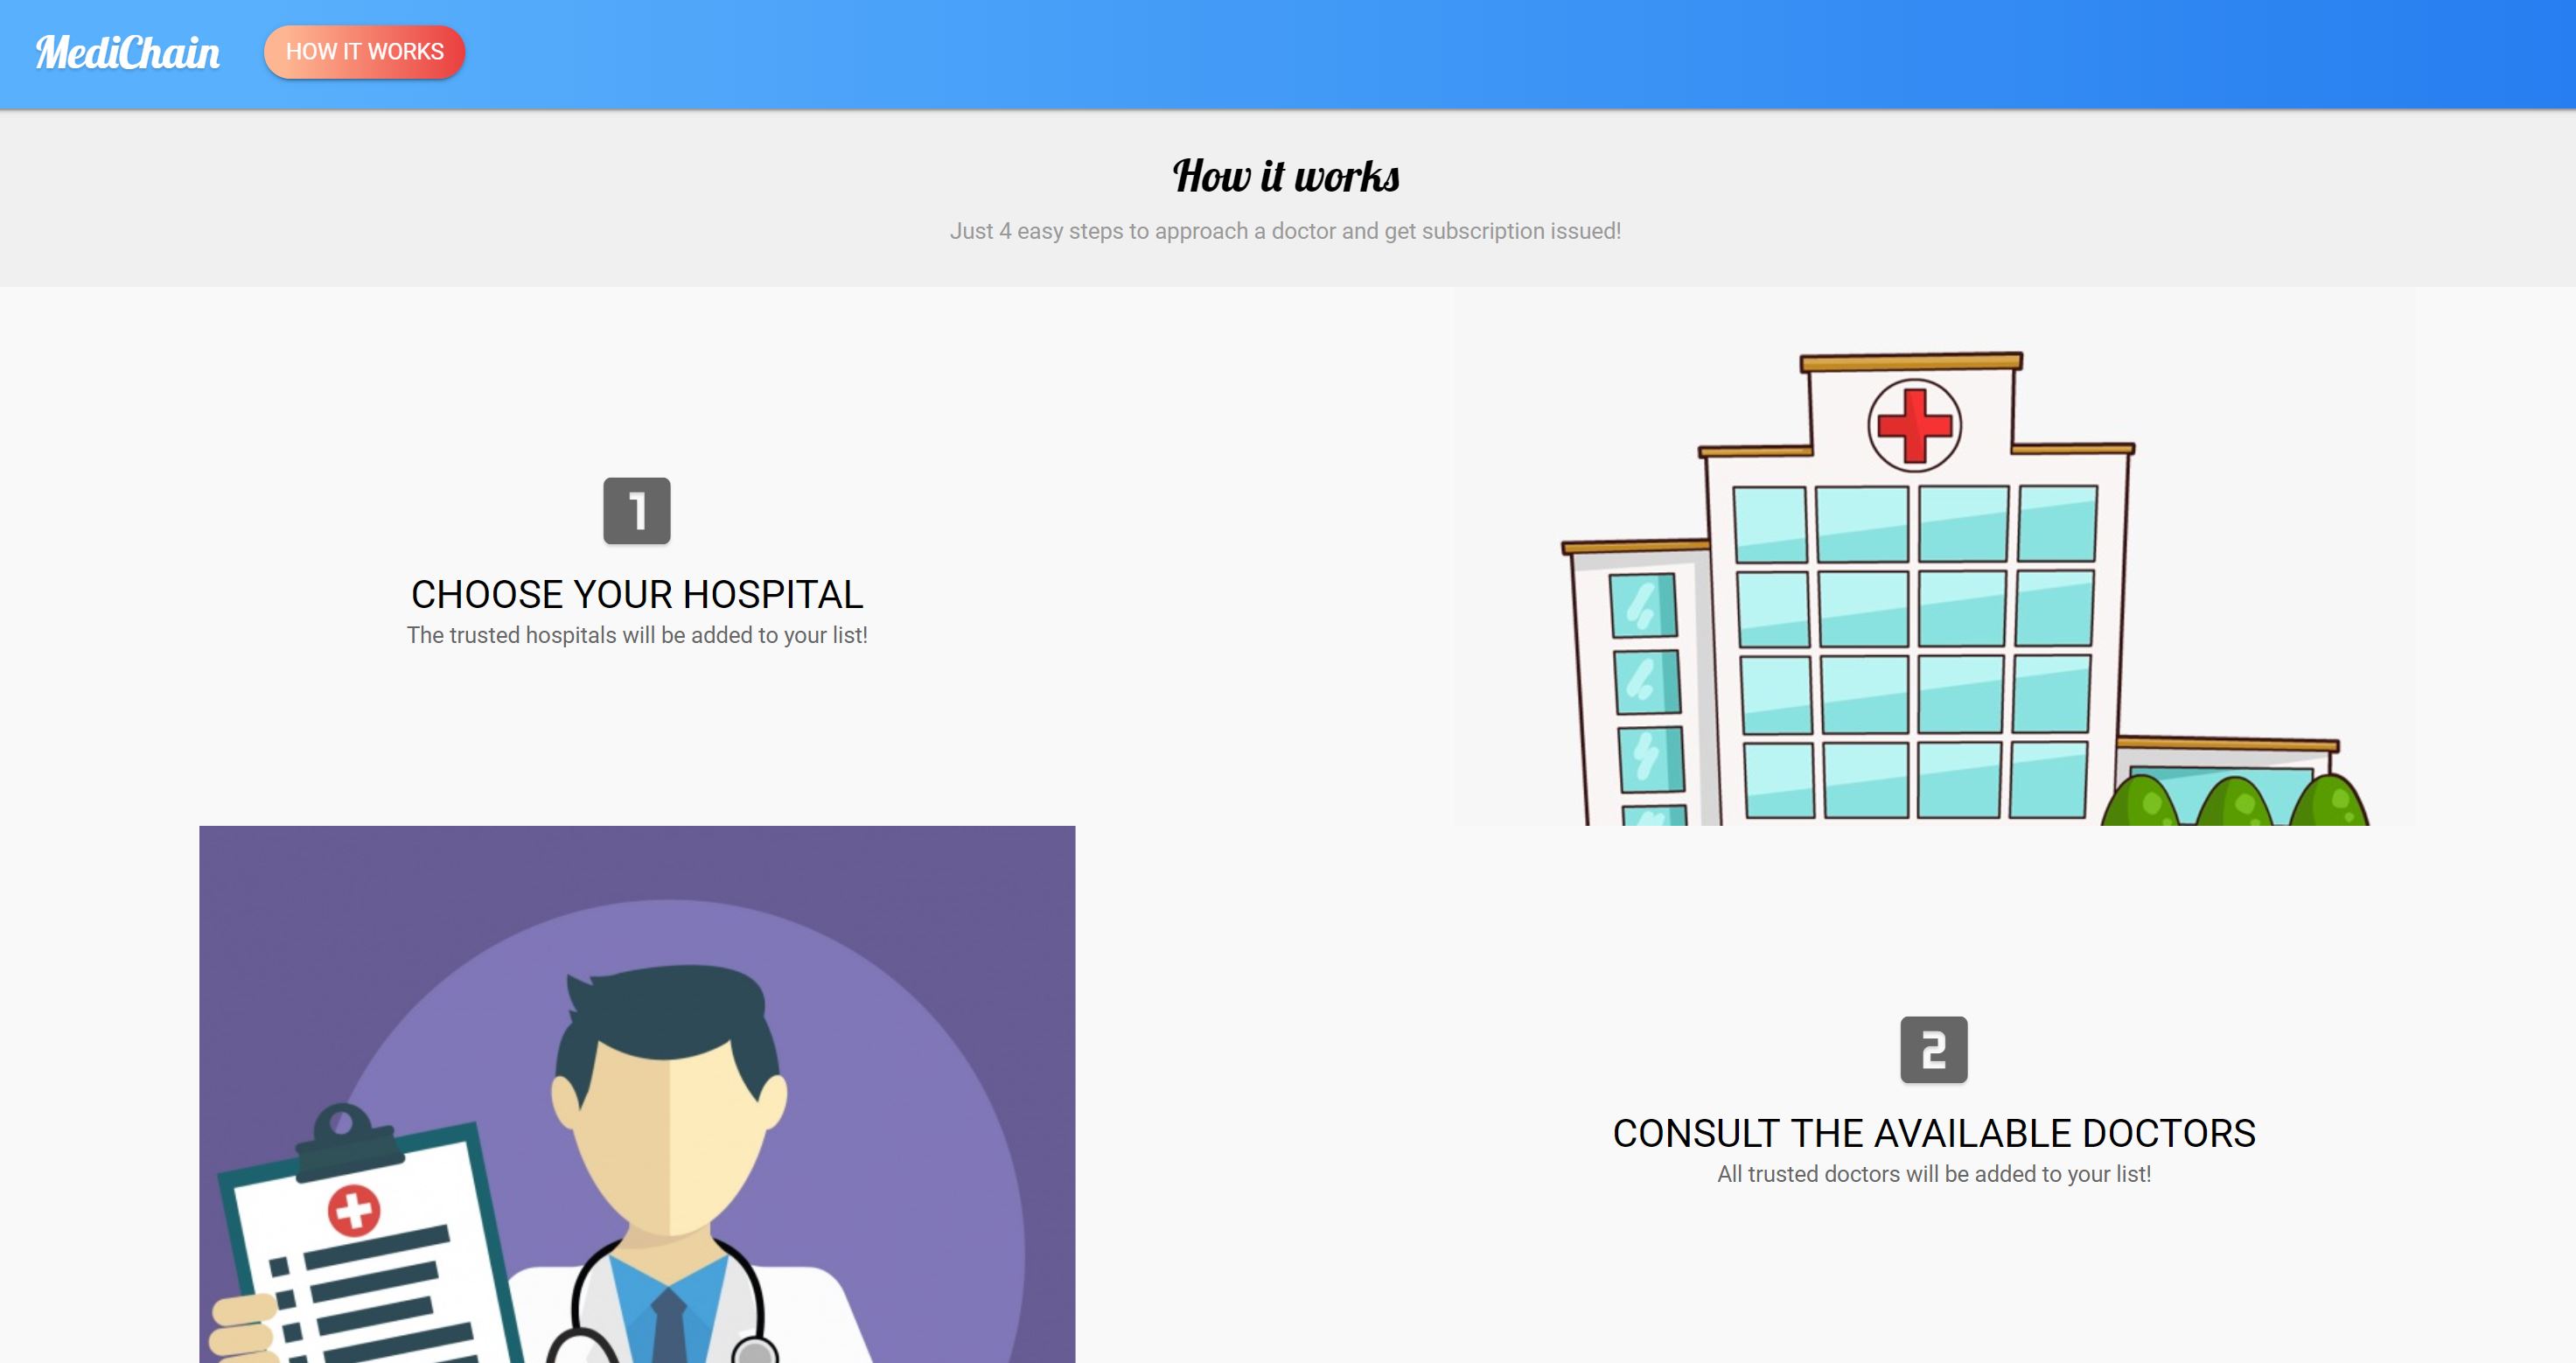 MediChain
HOW IT WORKS
How it works
Just 4 easy steps to approach a doctor and get subscription issued!
1
CHOOSE YOUR HOSPITAL
The trusted hospitals will be added to your list!
2
CONSULT THE AVAILABLE DOCTORS
All trusted doctors will be added to your list!